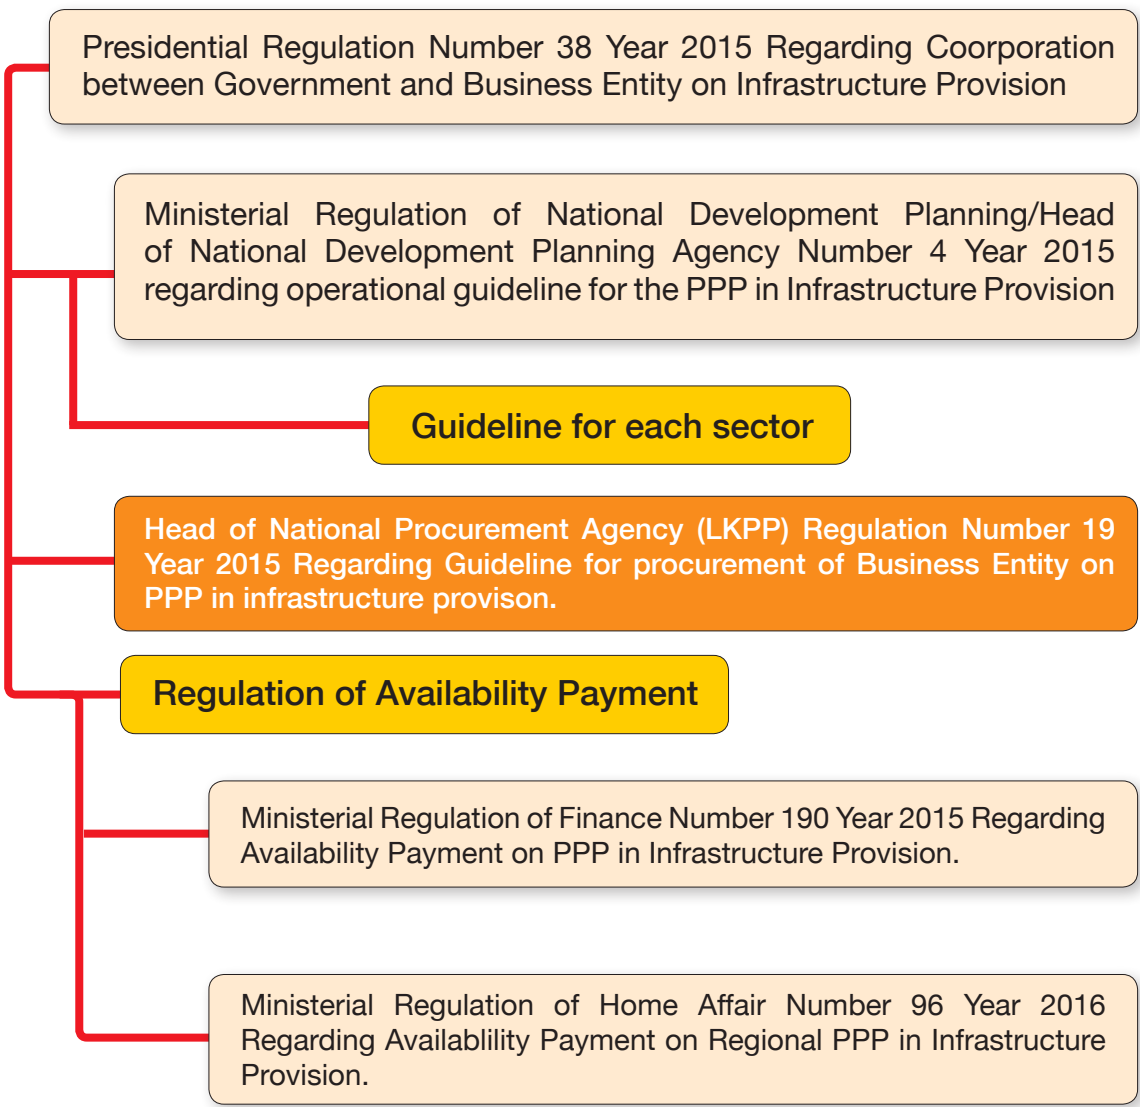 Presidential Regulation Number 38 Year 2015 Regarding Coorporation
between Government and Business Entity on Infrastructure Provision
Ministerial Regulation of National Development Planning/Head
of National Development Planning Agency Number 4 Year 2015
regarding operational guideline for the PPP in Infrastructure Provision
Guideline for each sector
Head of National Procurement Agency (LKPP) Regulation Number 19
Year 2015 Regarding Guideline for procurement of Business Entity on
PPP in infrastructure provison.
Regulation of Availability Payment
Ministerial Regulation of Finance Number 190 Year 2015 Regarding
Availability Payment on PPP in Infrastructure Provision.
Ministerial Regulation of Home Affair Number 96 Year 2016
Regarding Availablility Payment on Regional PPP in Infrastructure
Provision.